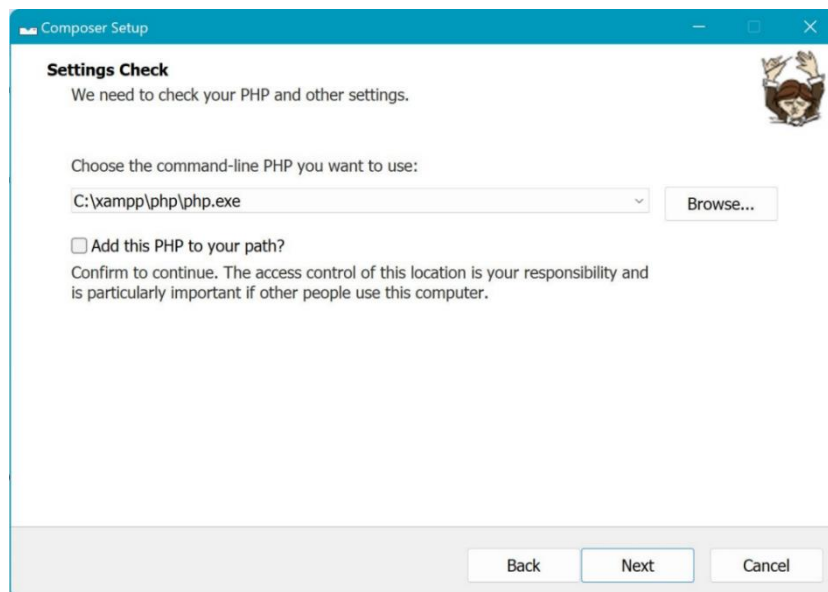 Composer Setup
Settings Check
We need to check your PHP and other settings.
Choose the command-line PHP you want to use:
C:\xampp\php\php.exe
Browse...
Add this PHP to your path?
Confirm to continue. The access control of this location is your responsibility and
is particularly important if other people use this computer.
Back
Next
Cancel